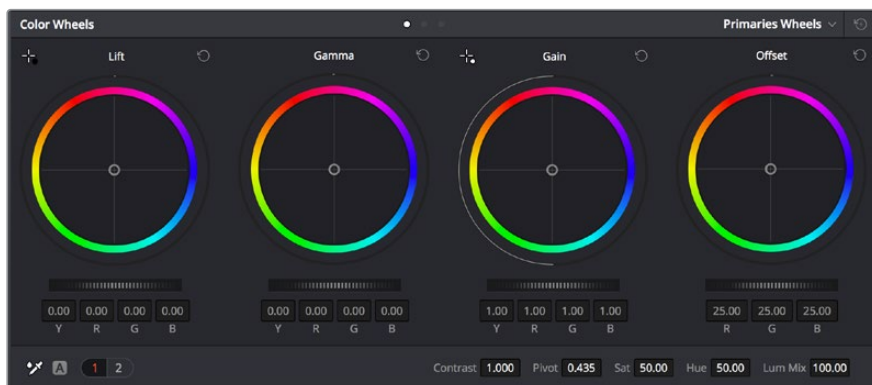 Color Wheels Primaries Wheels
Lift Gamma Gain Offset
0.00 0.00 0.00 0.00 0.00 0.00 0.00 0.00 1.00 1.00 1.00 1.00 25.00 25.00 25.00
Y R G B Y R G B Y R G B R G B
A 1 2 Contrast 1.000 Pivot 0.435 Sat 50.00 Hue 50.00 Lum Mix 100.00